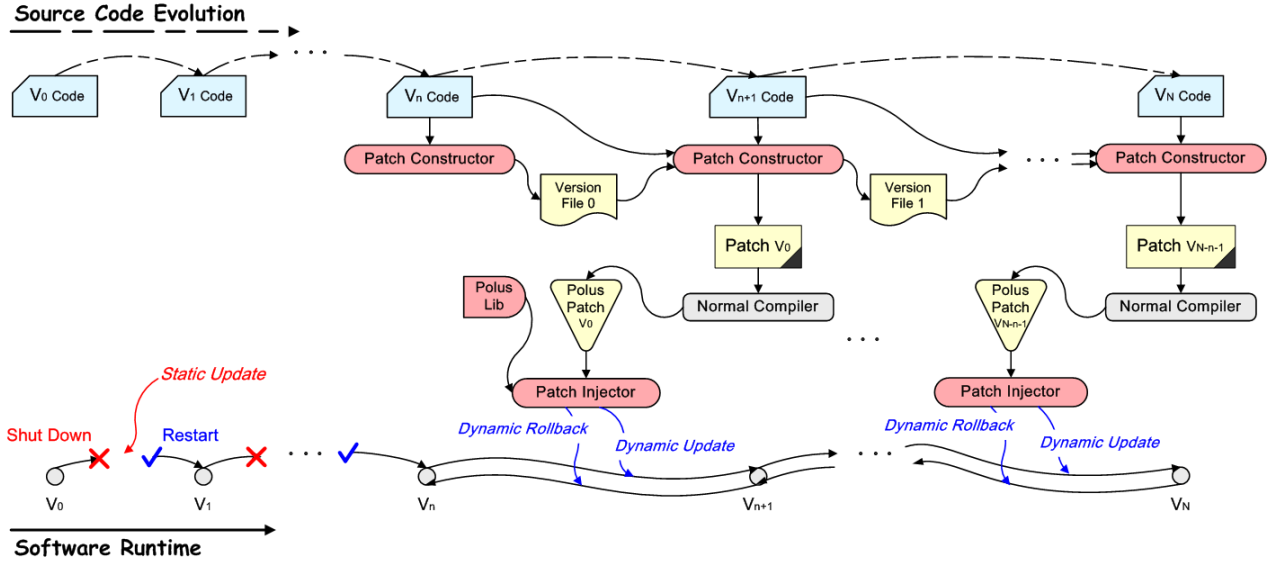 Source Code Evolution
. . .
V0 Code
V1 Code
Vn Code
Vn+1 Code
VN Code
Patch Constructor
Patch Constructor
. . .
Patch Constructor
Version
File 0
Version
File 1
Patch V0
Patch VN-n-1
Polus
Lib
Polus
Patch
V0
Normal Compiler
Polus
Patch
VN-n-1
Normal Compiler
. . .
Static Update
Patch Injector
Patch Injector
Shut Down
Restart
Dynamic Rollback
Dynamic Update
Dynamic Rollback
Dynamic Update
. . .
. . .
V0
V1
Vn
Vn+1
VN
Software Runtime